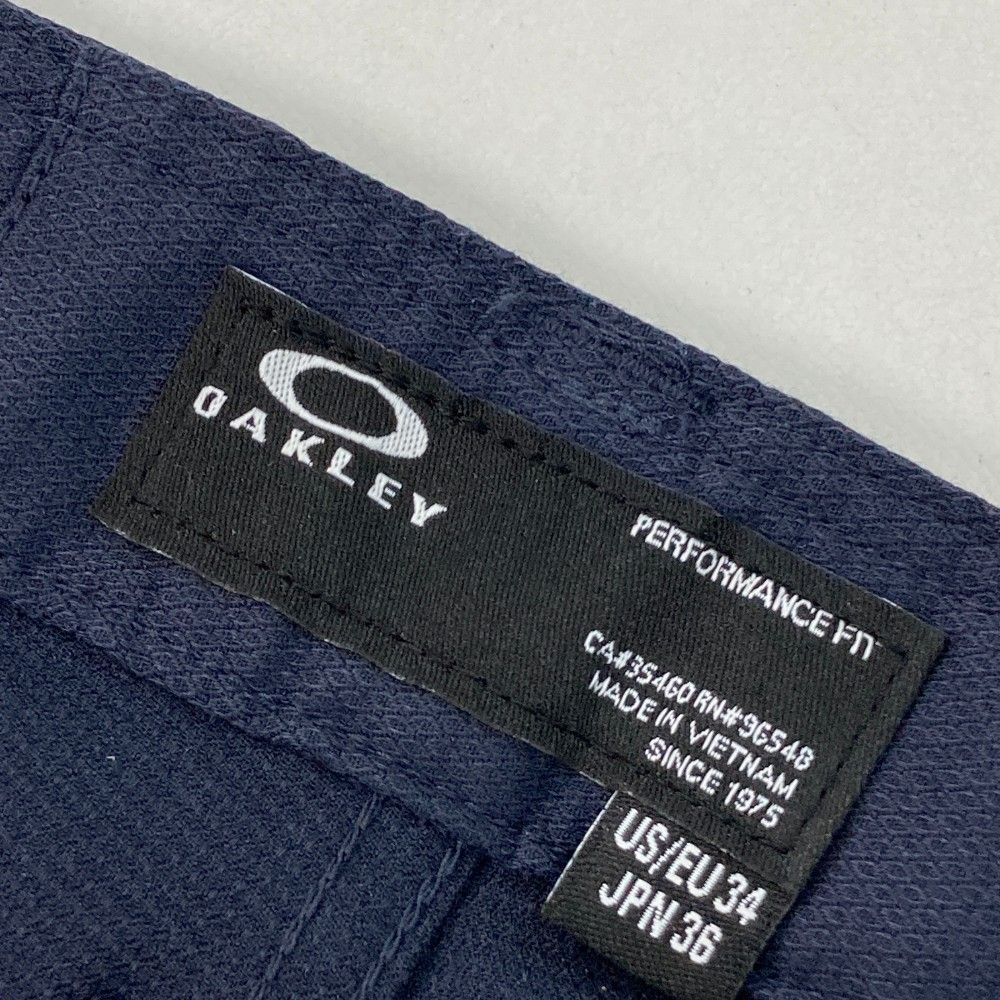 OAKLEY
PERFORMANCE FIT
CA#35460 RN#96548
MADE IN VIETNAM
SINCE 1975
US/EU 34
JPN 36